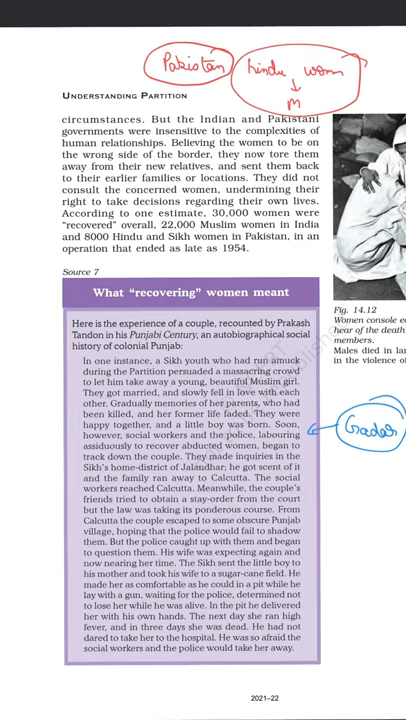 Pakistan
hindu women
M
UNDERSTANDING PARTITION
circumstances. But the Indian and Pakistani
governments were insensitive to the complexities of
human relationships. Believing the women to be on
the wrong side of the border, they now tore them
away from their new relatives, and sent them back
to their earlier families or locations. They did not
consult the concerned women, undermining their
right to take decisions regarding their own lives.
According to one estimate, 30,000 women were
“recovered” overall, 22,000 Muslim women in India
and 8000 Hindu and Sikh women in Pakistan, in an
operation that ended as late as 1954.
Source 7
What “recovering” women meant
Here is the experience of a couple, recounted by Prakash
Tandon in his Punjabi Century, an autobiographical social
history of colonial Punjab:
In one instance, a Sikh youth who had run amuck
during the Partition persuaded a massacring crowd
to let him take away a young, beautiful Muslim girl.
They got married, and slowly fell in love with each
other. Gradually memories of her parents, who had
been killed, and her former life faded. They were
happy together, and a little boy was born. Soon,
however, social workers and the police, labouring
assiduously to recover abducted women, began to
track down the couple. They made inquiries in the
Sikh’s home-district of Jalandhar; he got scent of it
and the family ran away to Calcutta. The social
workers reached Calcutta. Meanwhile, the couple’s
friends tried to obtain a stay-order from the court
but the law was taking its ponderous course. From
Calcutta the couple escaped to some obscure Punjab
village, hoping that the police would fail to shadow
them. But the police caught up with them and began
to question them. His wife was expecting again and
now nearing her time. The Sikh sent the little boy to
his mother and took his wife to a sugar-cane field. He
made her as comfortable as he could in a pit while he
lay with a gun, waiting for the police, determined not
to lose her while he was alive. In the pit he delivered
her with his own hands. The next day she ran high
fever, and in three days she was dead. He had not
dared to take her to the hospital. He was so afraid the
social workers and the police would take her away.
Fig. 14.12
Women console e
hear of the death
members.
Males died in lar
in the violence of
Gradar
2021–22